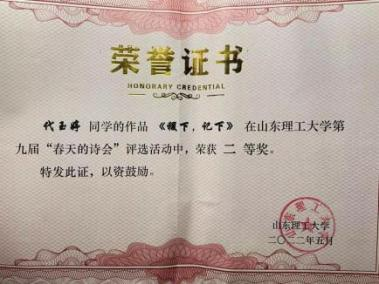 荣誉证书
HONORARY CREDENTIAL
代玉婷 同学的作品 《稷下,记下》 在山东理工大学第
九届“春天的诗会”评选活动中,荣获 二 等奖。
特发此证,以资鼓励。
山东理工大学
二〇二二年五月